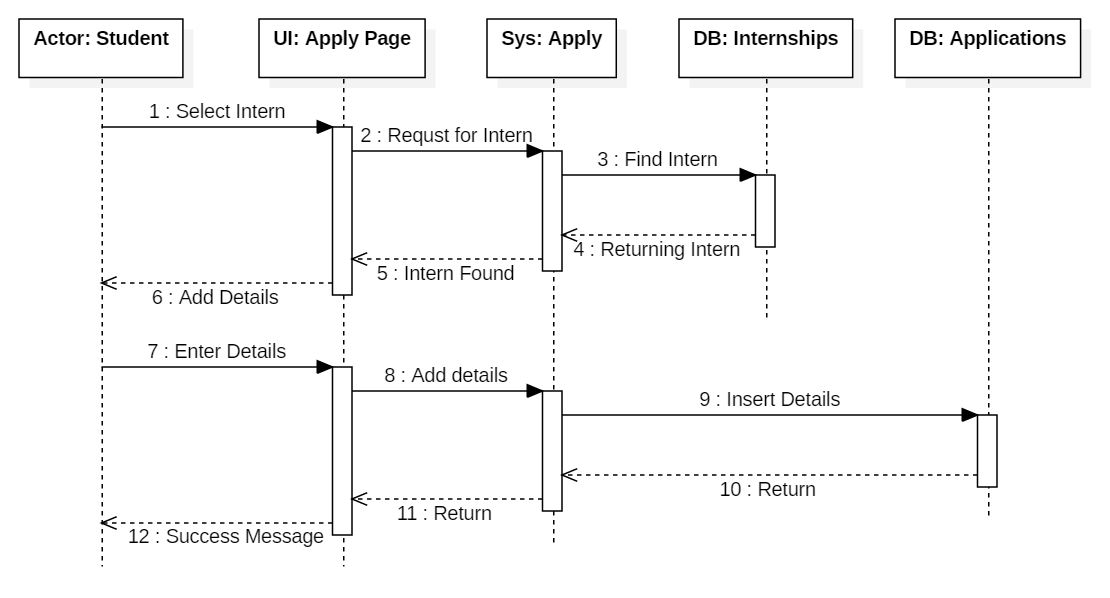 Actor: Student
UI: Apply Page
Sys: Apply
DB: Internships
DB: Applications
1 : Select Intern
2 : Requst for Intern
3 : Find Intern
4 : Returning Intern
5 : Intern Found
6 : Add Details
7 : Enter Details
8 : Add details
9 : Insert Details
10 : Return
11 : Return
12 : Success Message